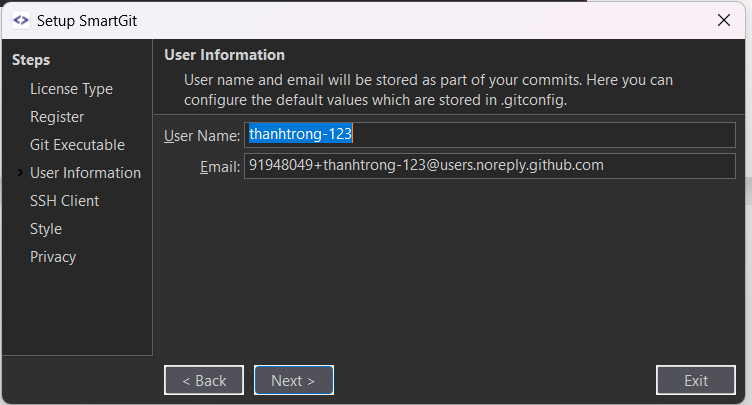 Setup SmartGit
Steps
License Type
Register
Git Executable
User Information
SSH Client
Style
Privacy
User Information
User name and email will be stored as part of your commits. Here you can
configure the default values which are stored in .gitconfig.
User Name: thanhtrong-123
Email: 91948049+thanhtrong-123@users.noreply.github.com
< Back Next > Exit